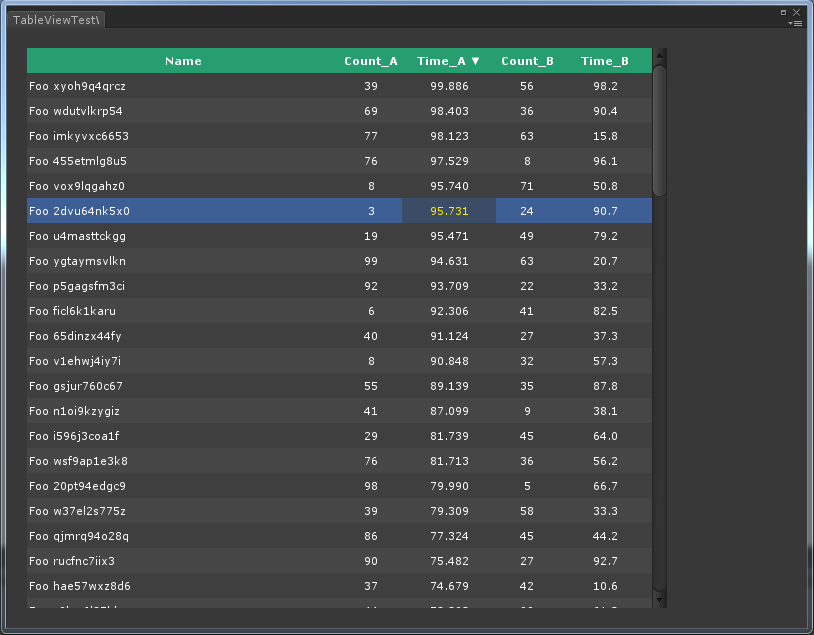 TableViewTest\
Name Count_A Time_A ▼ Count_B Time_B
Foo xyoh9q4qrcz 39 99.886 56 98.2
Foo wdutvlkrp54 69 98.403 36 90.4
Foo imkyvxc6653 77 98.123 63 15.8
Foo 455etmlg8u5 76 97.529 8 96.1
Foo vox9lqgahz0 8 95.740 71 50.8
Foo 2dvu64nk5x0 3 95.731 24 90.7
Foo u4masttckgg 19 95.471 49 79.2
Foo ygtaymsvlkn 99 94.631 63 20.7
Foo p5gagsfm3ci 92 93.709 22 33.2
Foo ficl6k1karu 6 92.306 41 82.5
Foo 65dinzx44fy 40 91.124 27 37.3
Foo v1ehwj4iy7i 8 90.848 32 57.3
Foo gsjur760c67 55 89.139 35 87.8
Foo n1oi9kzygiz 41 87.099 9 38.1
Foo i596j3coa1f 29 81.739 45 64.0
Foo wsf9ap1e3k8 76 81.713 36 56.2
Foo 20pt94edgc9 98 79.990 5 66.7
Foo w37el2s775z 39 79.309 58 33.3
Foo qjmrq94o28q 86 77.324 45 44.2
Foo rucfnc7iix3 90 75.482 27 92.7
Foo hae57wxz8d6 37 74.679 42 10.6